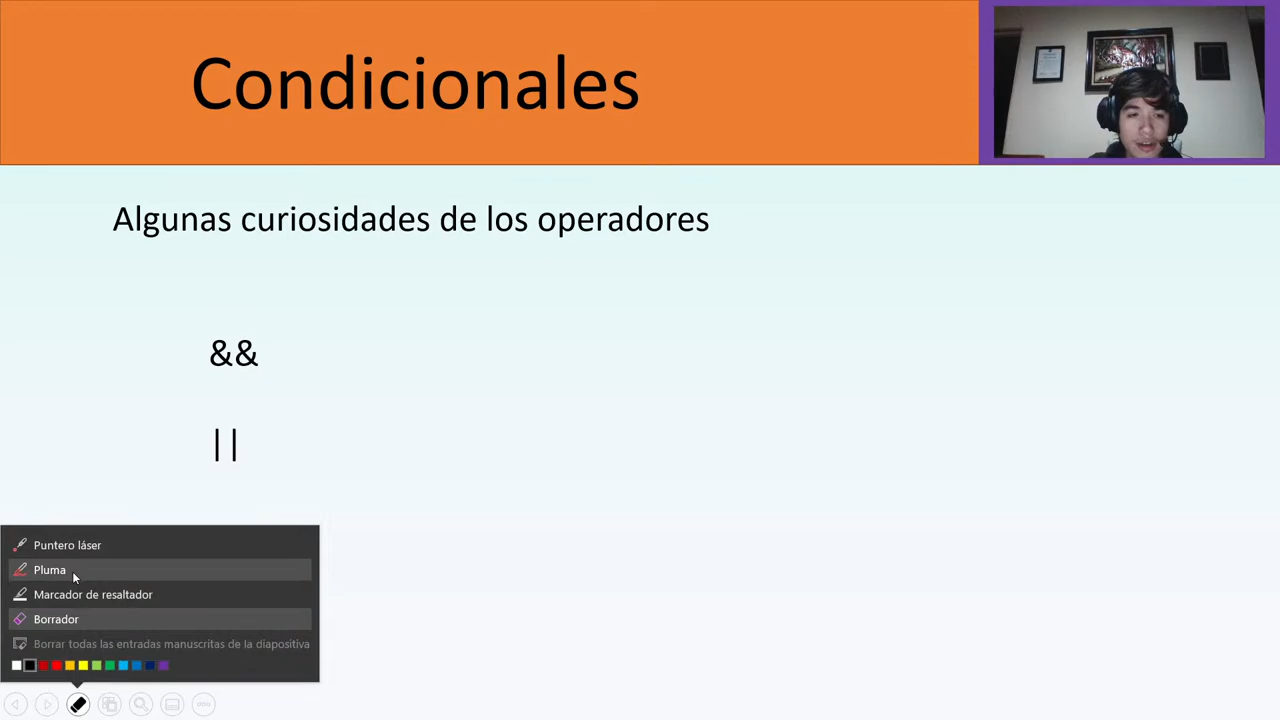 Condicionales
Algunas curiosidades de los operadores
&&
||
Puntero láser
Pluma
Marcador de resaltador
Borrador
Borrar todas las entradas manuscritas de la diapositiva